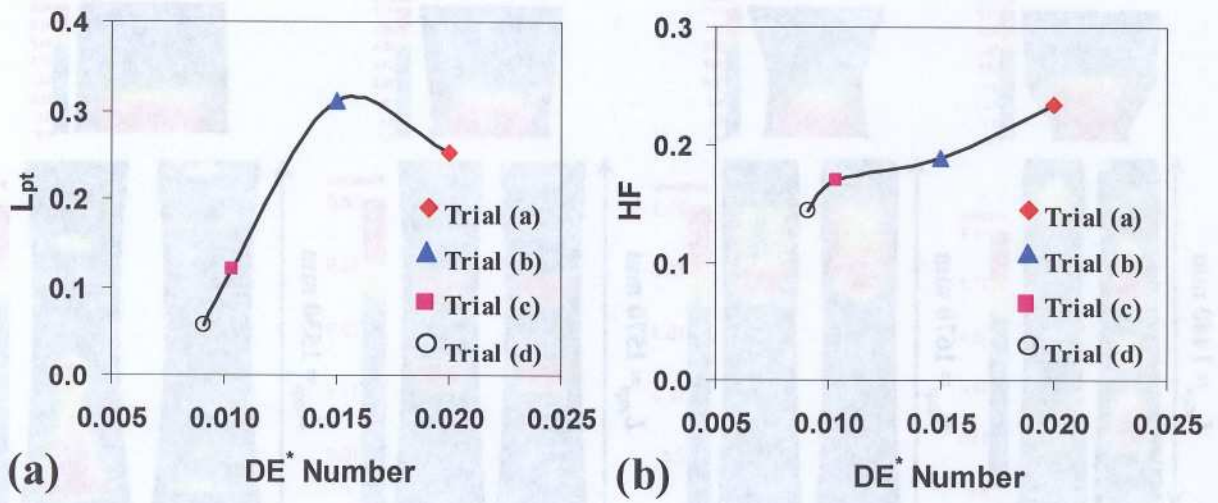 0.4
0.3
0.2
0.1
0.0
L_pt
0.005 0.010 0.015 0.020 0.025
DE* Number
Trial (a)
Trial (b)
Trial (c)
Trial (d)
(a)
0.3
0.2
0.1
0.0
HF
0.005 0.010 0.015 0.020 0.025
DE* Number
Trial (a)
Trial (b)
Trial (c)
Trial (d)
(b)